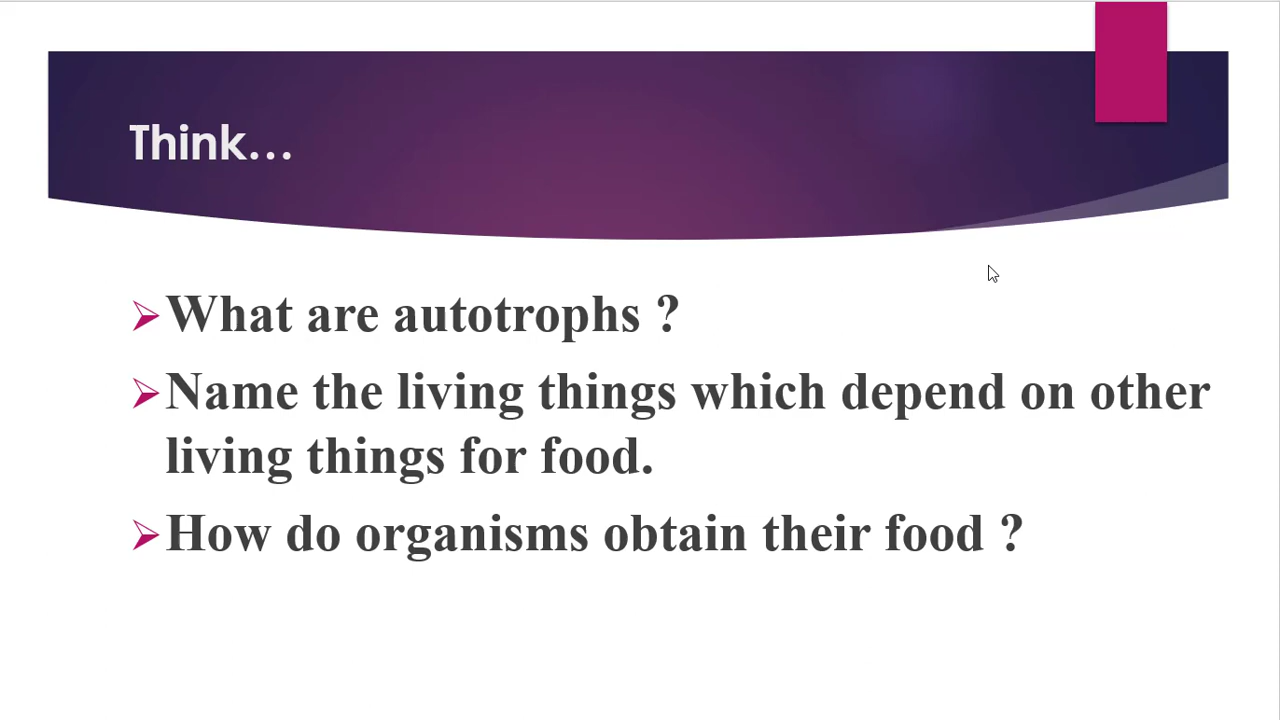 Think...
What are autotrophs ?
Name the living things which depend on other
living things for food.
How do organisms obtain their food ?